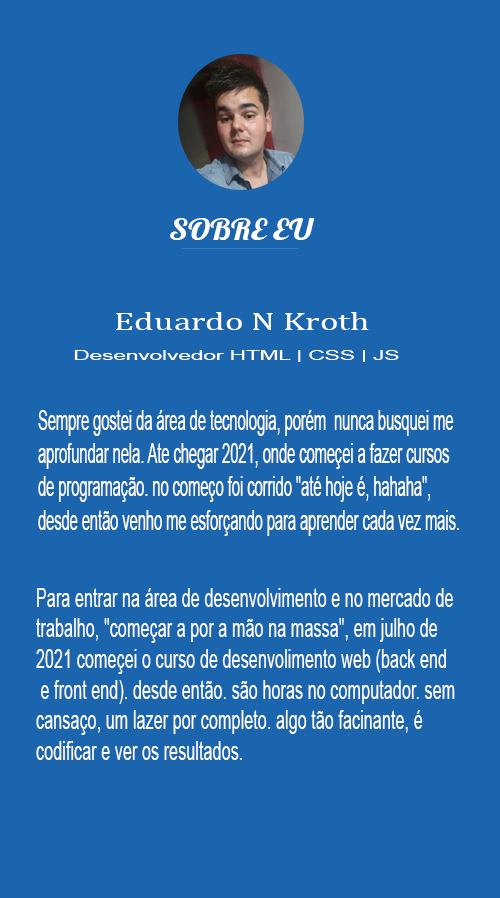 SOBRE EU
Eduardo N Kroth
Desenvolvedor HTML | CSS | JS
Sempre gostei da área de tecnologia, porém nunca busquei me
aprofundar nela. Ate chegar 2021, onde começei a fazer cursos
de programação. no começo foi corrido "até hoje é, hahaha",
desde então venho me esforçando para aprender cada vez mais.
Para entrar na área de desenvolvimento e no mercado de
trabalho, "começar a por a mão na massa", em julho de
2021 começei o curso de desenvolimento web (back end
e front end). desde então. são horas no computador. sem
cansaço, um lazer por completo. algo tão facinante, é
codificar e ver os resultados.